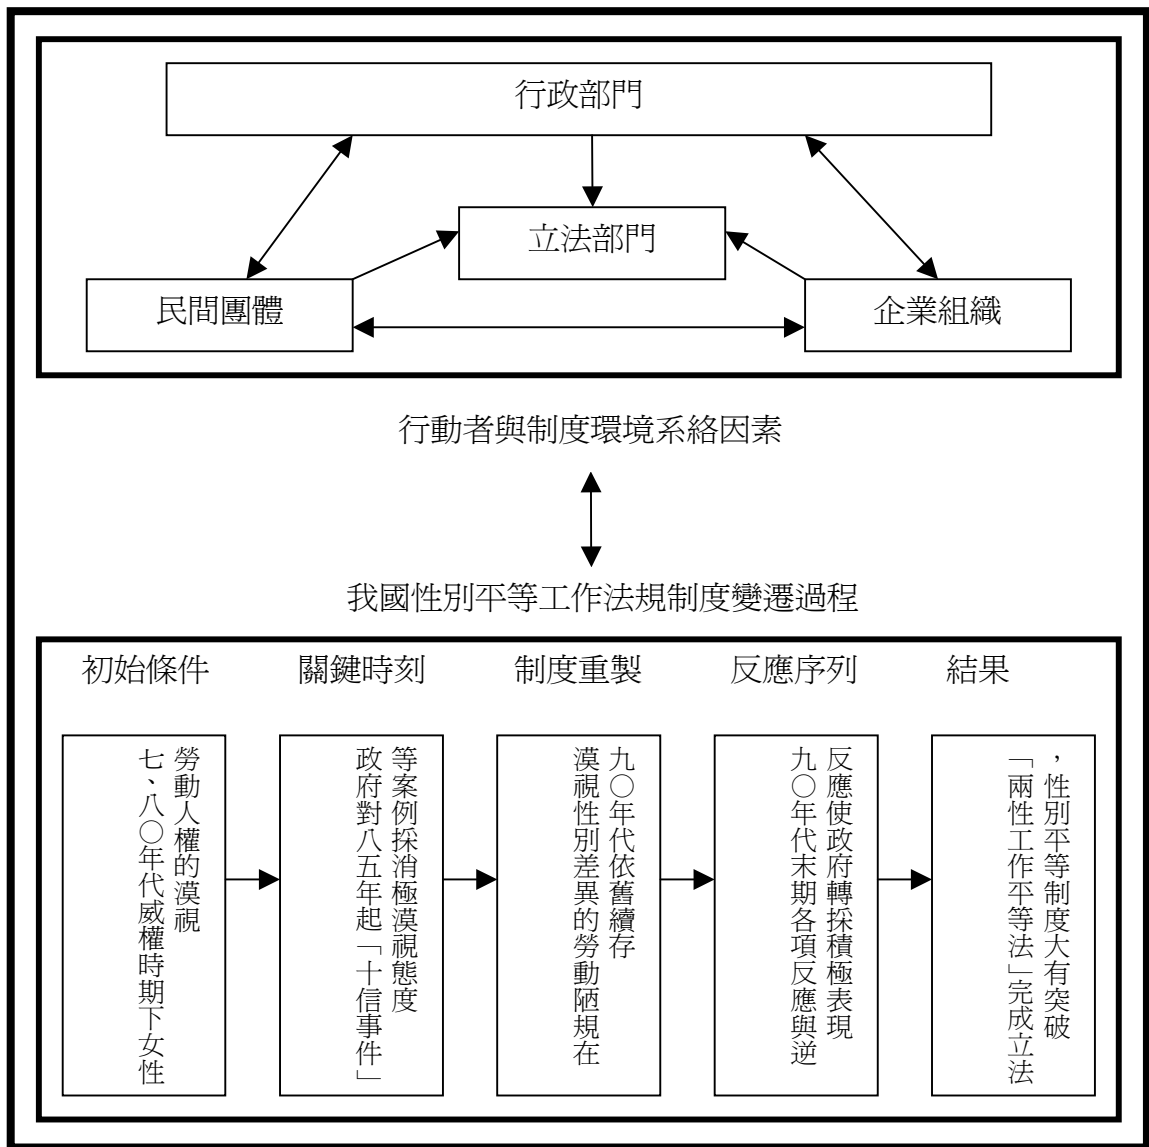 行政部門
立法部門
民間團體
企業組織
行動者與制度環境系絡因素
我國性別平等工作法規制度變遷過程
初始條件
關鍵時刻
制度重製
反應序列
結果
七、八○年代威權時期下女性
勞動人權的漠視
政府對八五年起「十信事件」
等案例採消極漠視態度
漠視性別差異的勞動陋規在
九○年代依舊續存
九○年代末期各項反應與逆
反應使政府轉採積極表現
「兩性工作平等法」完成立法
，性別平等制度大有突破